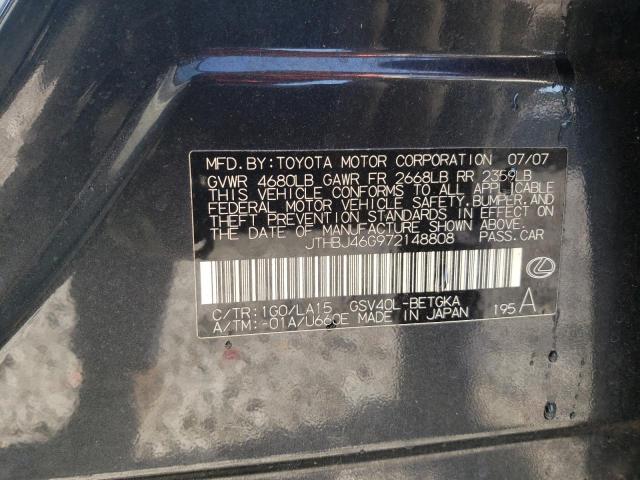 MFD. BY: TOYOTA MOTOR CORPORATION 07/07
GVWR 4680LB GAWR FR 2668LB RR 2359LB
THIS VEHICLE CONFORMS TO ALL APPLICABLE
FEDERAL MOTOR VEHICLE SAFETY,BUMPER,AND
THEFT PREVENTION STANDARDS IN EFFECT ON
THE DATE OF MANUFACTURE SHOWN ABOVE.
JTHBJ46G972148808 PASS.CAR
C/TR:1G0/LA15 GSV40L-BETGKA
A/TM:-01A/U660E MADE IN JAPAN 195 A